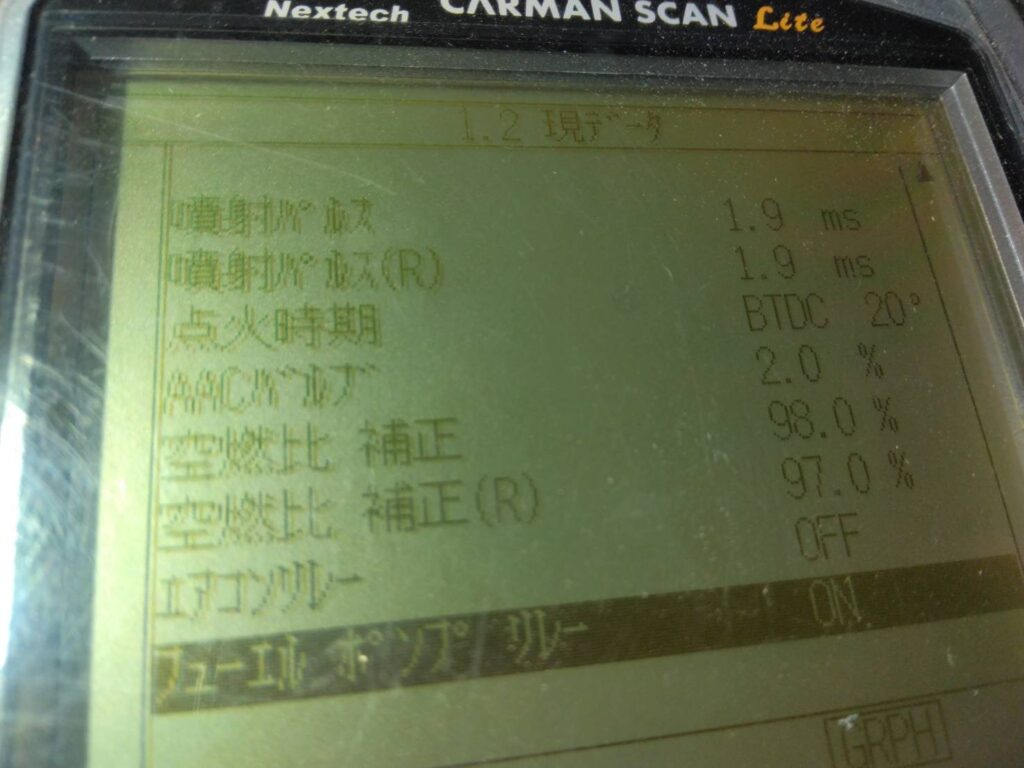 Nextech CARMAN SCAN Lite
1.2 現データ
噴射パルス 1.9 ms
噴射パルス(R) 1.9 ms
点火時期 BTDC 20°
AACバルブ 2.0 %
空燃比 補正 98.0 %
空燃比 補正(R) 97.0 %
エアコンリレー OFF
フューエル ポンプ リレー ON
GRPH